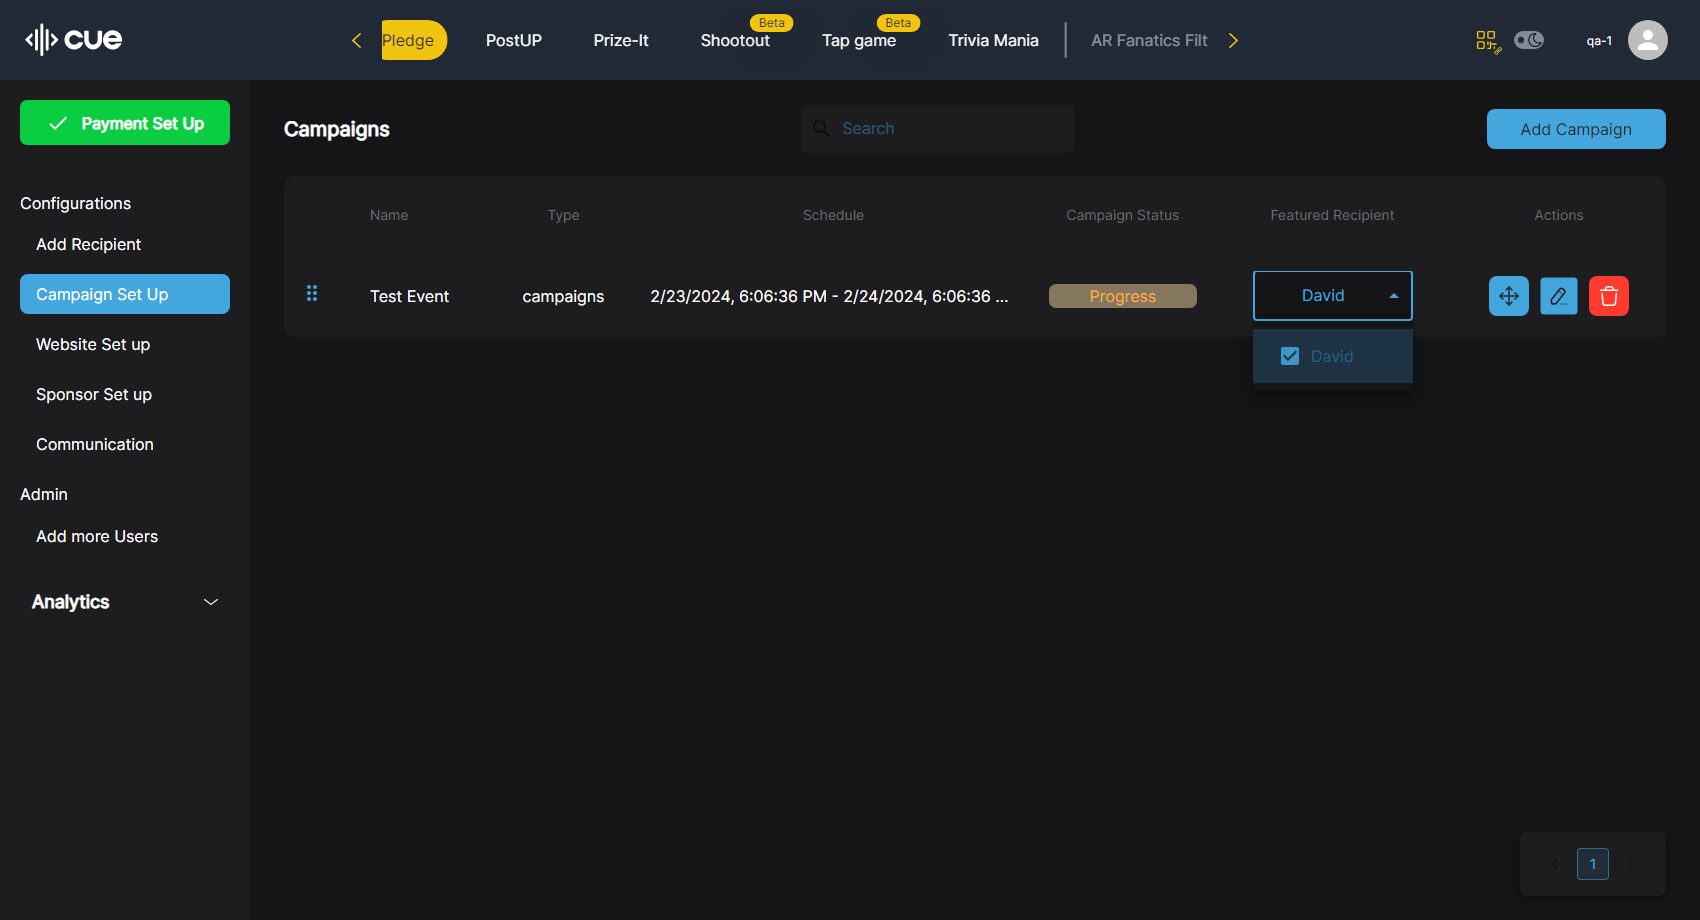 cue
Pledge
PostUP
Prize-It
Shootout
Beta
Tap game
Beta
Trivia Mania
AR Fanatics Filt
qa-1
Payment Set Up
Configurations
Add Recipient
Campaign Set Up
Website Set up
Sponsor Set up
Communication
Admin
Add more Users
Analytics
Campaigns
Search
Add Campaign
Name Type Schedule Campaign Status Featured Recipient Actions
Test Event campaigns 2/23/2024, 6:06:36 PM - 2/24/2024, 6:06:36 ... Progress David
David
1